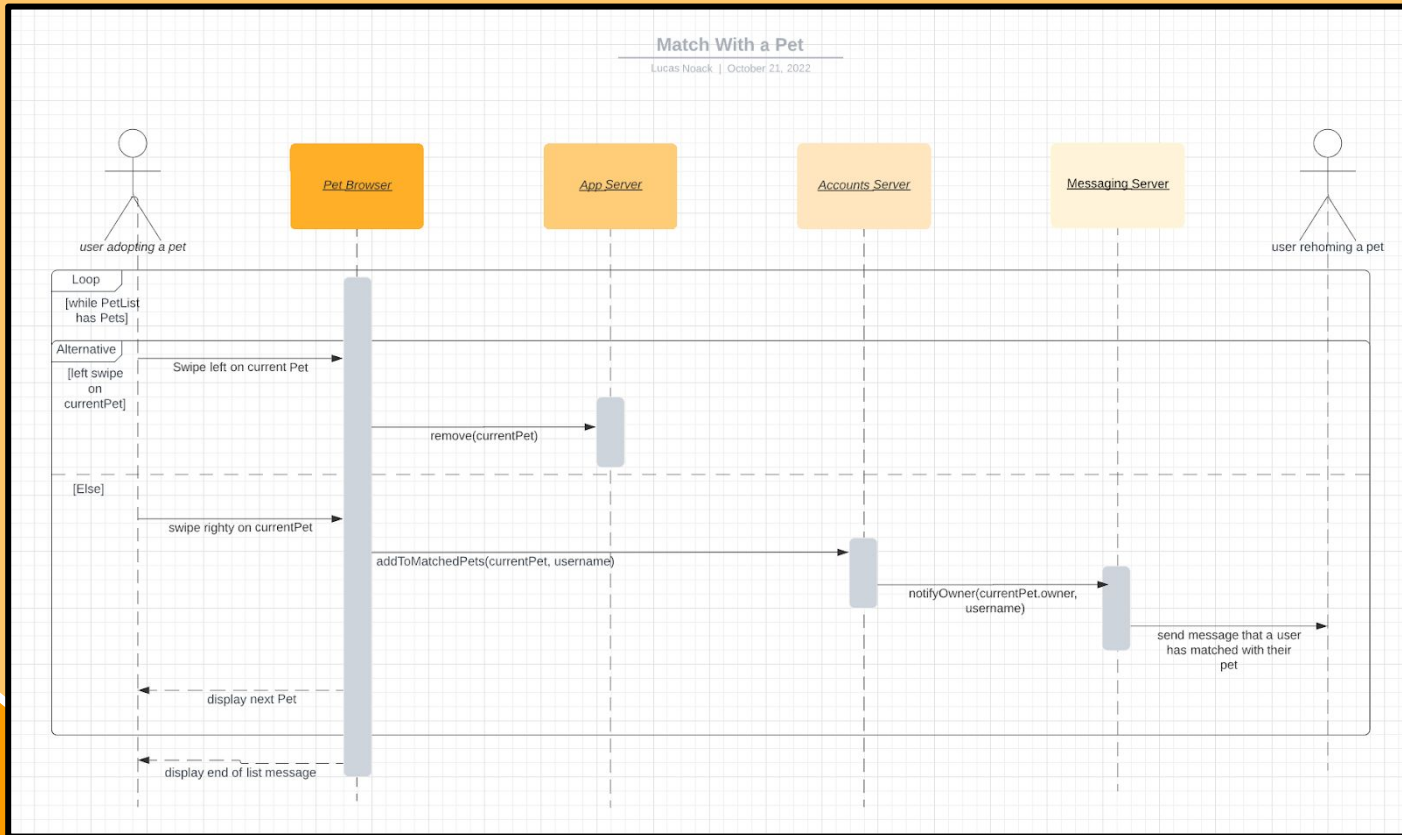 Match With a Pet
Lucas Noack | October 21, 2022
Pet Browser
App Server
Accounts Server
Messaging Server
user adopting a pet
user rehoming a pet
Loop
[while PetList
has Pets]
Alternative
[left swipe
on
currentPet]
Swipe left on current Pet
remove(currentPet)
[Else]
swipe righty on currentPet
addToMatchedPets(currentPet, username)
notifyOwner(currentPet.owner,
username)
send message that a user
has matched with their
pet
display next Pet
display end of list message